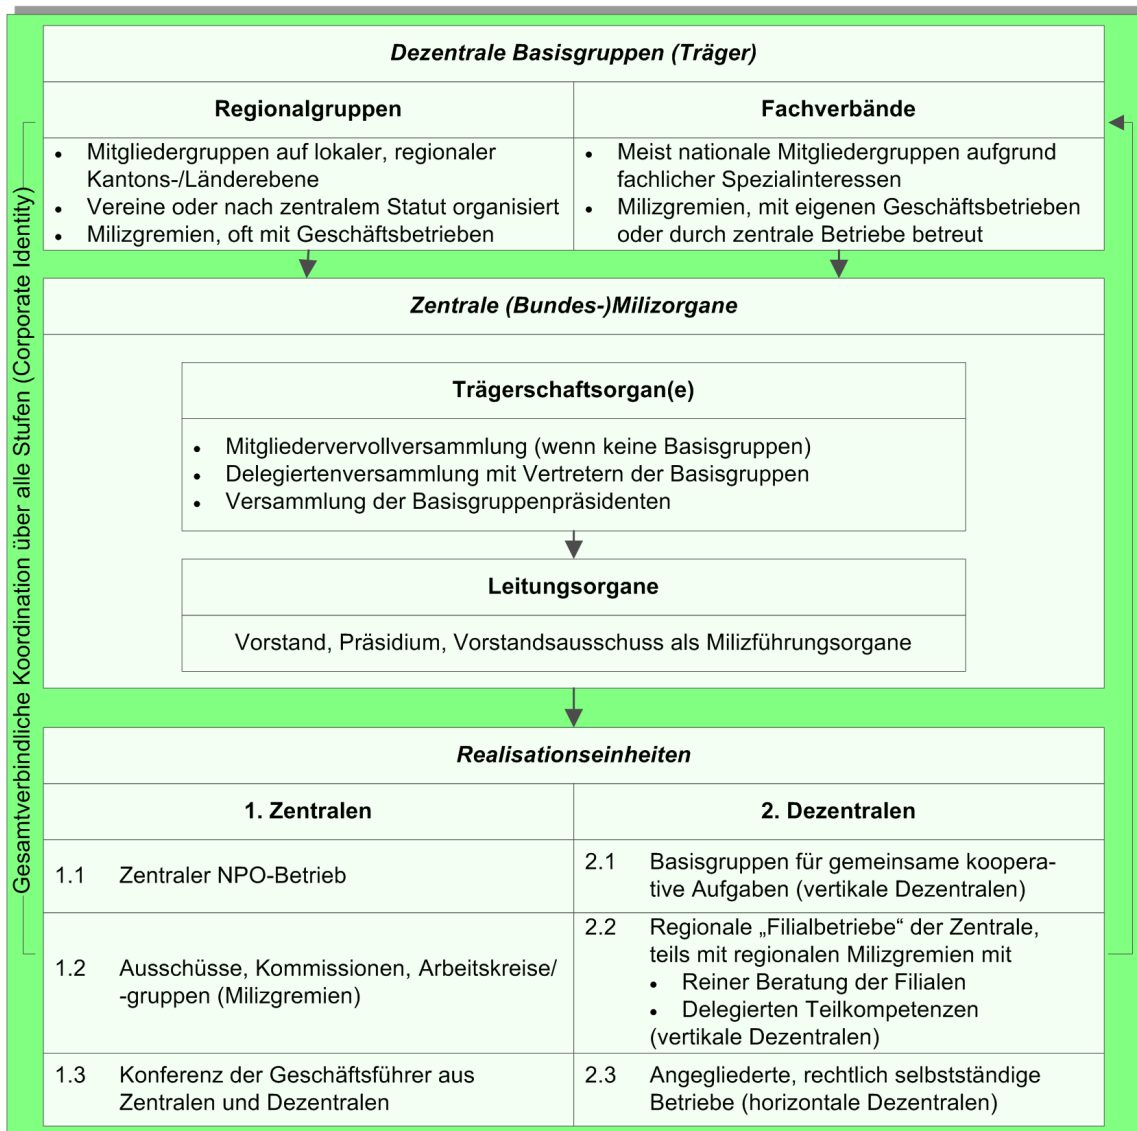 Dezentrale Basisgruppen (Träger)
Regionalgruppen
• Mitgliedergruppen auf lokaler, regionaler
Kantons-/Länderebene
• Vereine oder nach zentralem Statut organisiert
• Milizgremien, oft mit Geschäftsbetrieben
Fachverbände
• Meist nationale Mitgliedergruppen aufgrund
fachlicher Spezialinteressen
• Milizgremien, mit eigenen Geschäftsbetrieben
oder durch zentrale Betriebe betreut
Gesamtverbindliche Koordination über alle Stufen (Corporate Identity)
Zentrale (Bundes-)Milizorgane
Trägerschaftsorgan(e)
• Mitgliedervervollversammlung (wenn keine Basisgruppen)
• Delegiertenversammlung mit Vertretern der Basisgruppen
• Versammlung der Basisgruppenpräsidenten
Leitungsorgane
Vorstand, Präsidium, Vorstandsausschuss als Milizführungsorgane
Realisationseinheiten
1. Zentralen
1.1 Zentraler NPO-Betrieb
1.2 Ausschüsse, Kommissionen, Arbeitskreise/
-gruppen (Milizgremien)
1.3 Konferenz der Geschäftsführer aus
Zentralen und Dezentralen
2. Dezentralen
2.1 Basisgruppen für gemeinsame koopera-
tive Aufgaben (vertikale Dezentralen)
2.2 Regionale „Filialbetriebe“ der Zentrale,
teils mit regionalen Milizgremien mit
• Reiner Beratung der Filialen
• Delegierten Teilkompetenzen
(vertikale Dezentralen)
2.3 Angegliederte, rechtlich selbstständige
Betriebe (horizontale Dezentralen)